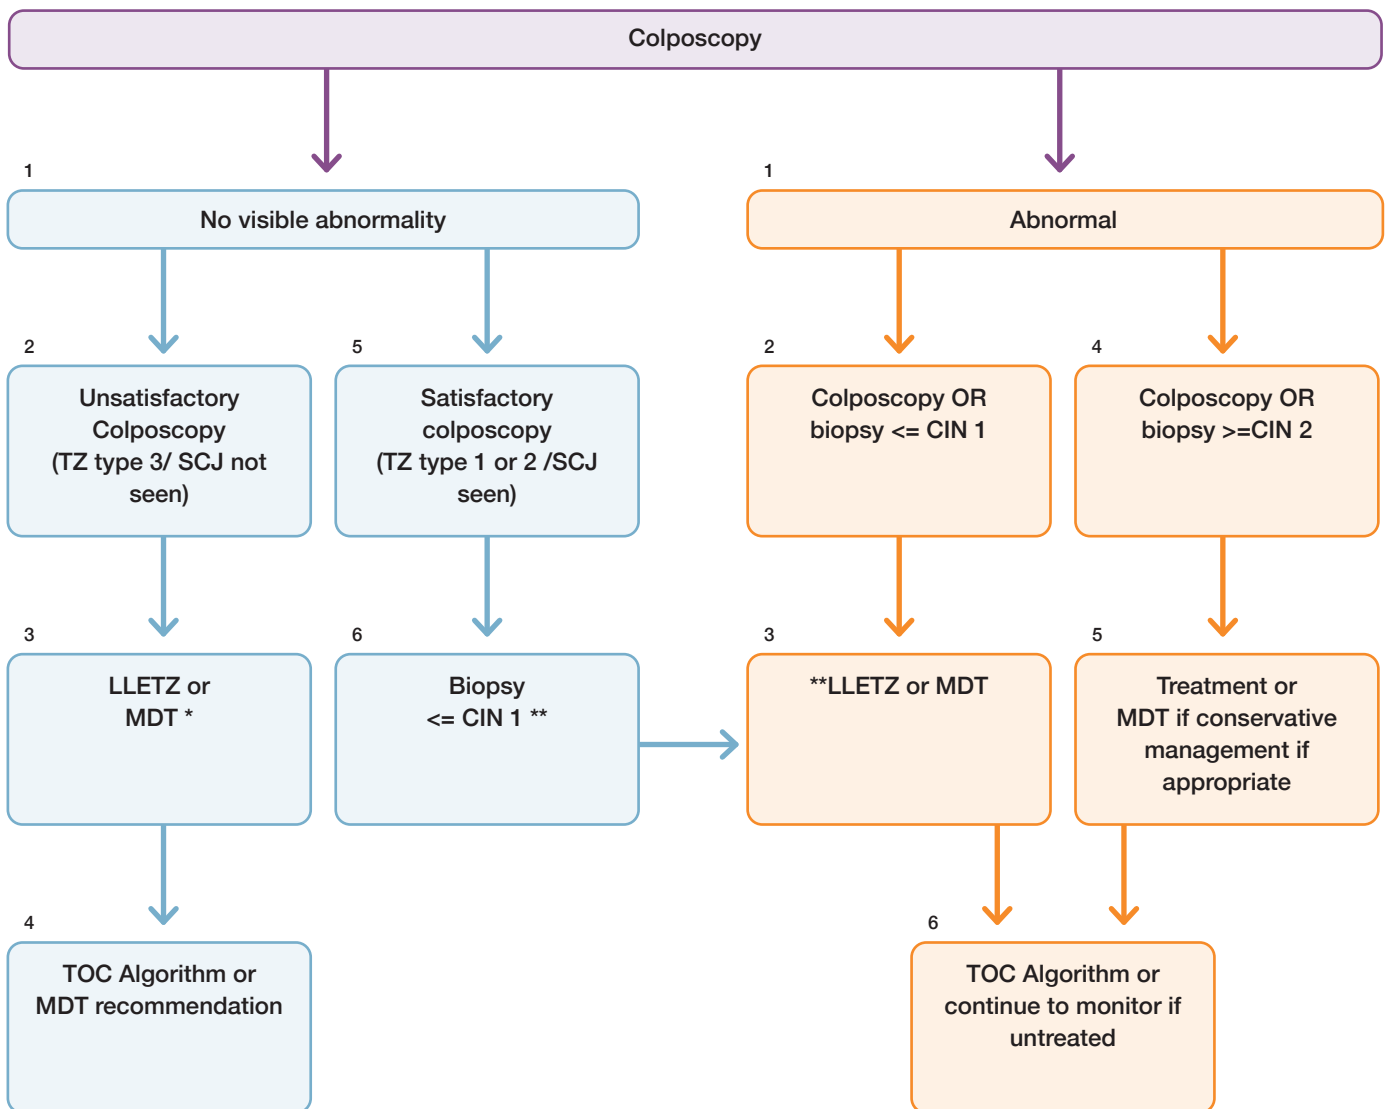 Colposcopy
1
No visible abnormality
1
Abnormal
2
Unsatisfactory
Colposcopy
(TZ type 3/ SCJ not
seen)
5
Satisfactory
colposcopy
(TZ type 1 or 2 /SCJ
seen)
2
Colposcopy OR
biopsy <= CIN 1
4
Colposcopy OR
biopsy >=CIN 2
3
LLETZ or
MDT *
6
Biopsy
<= CIN 1 **
3
**LLETZ or MDT
5
Treatment or
MDT if conservative
management if
appropriate
4
TOC Algorithm or
MDT recommendation
6
TOC Algorithm or
continue to monitor if
untreated